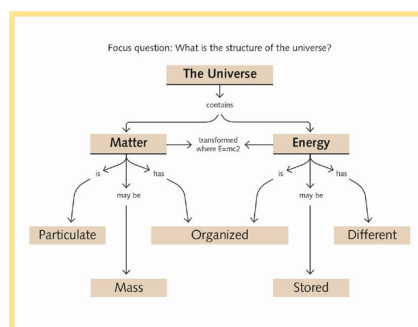 Focus question: What is the structure of the universe?
The Universe
contains
Matter
transformed
where E=mc2
Energy
is
has
is
has
may be
may be
Particulate
Organized
Different
Mass
Stored